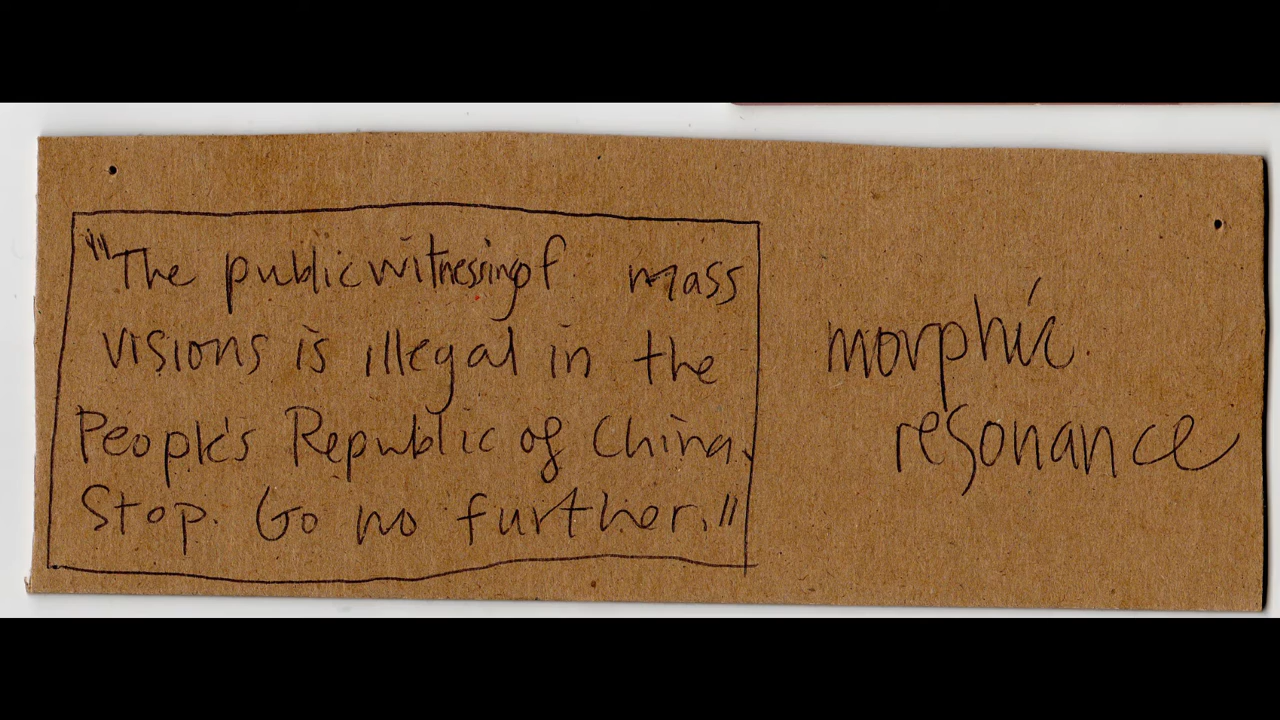 "The public witnessing of mass
visions is illegal in the
People's Republic of China.
Stop. Go no further."
morphic
resonance